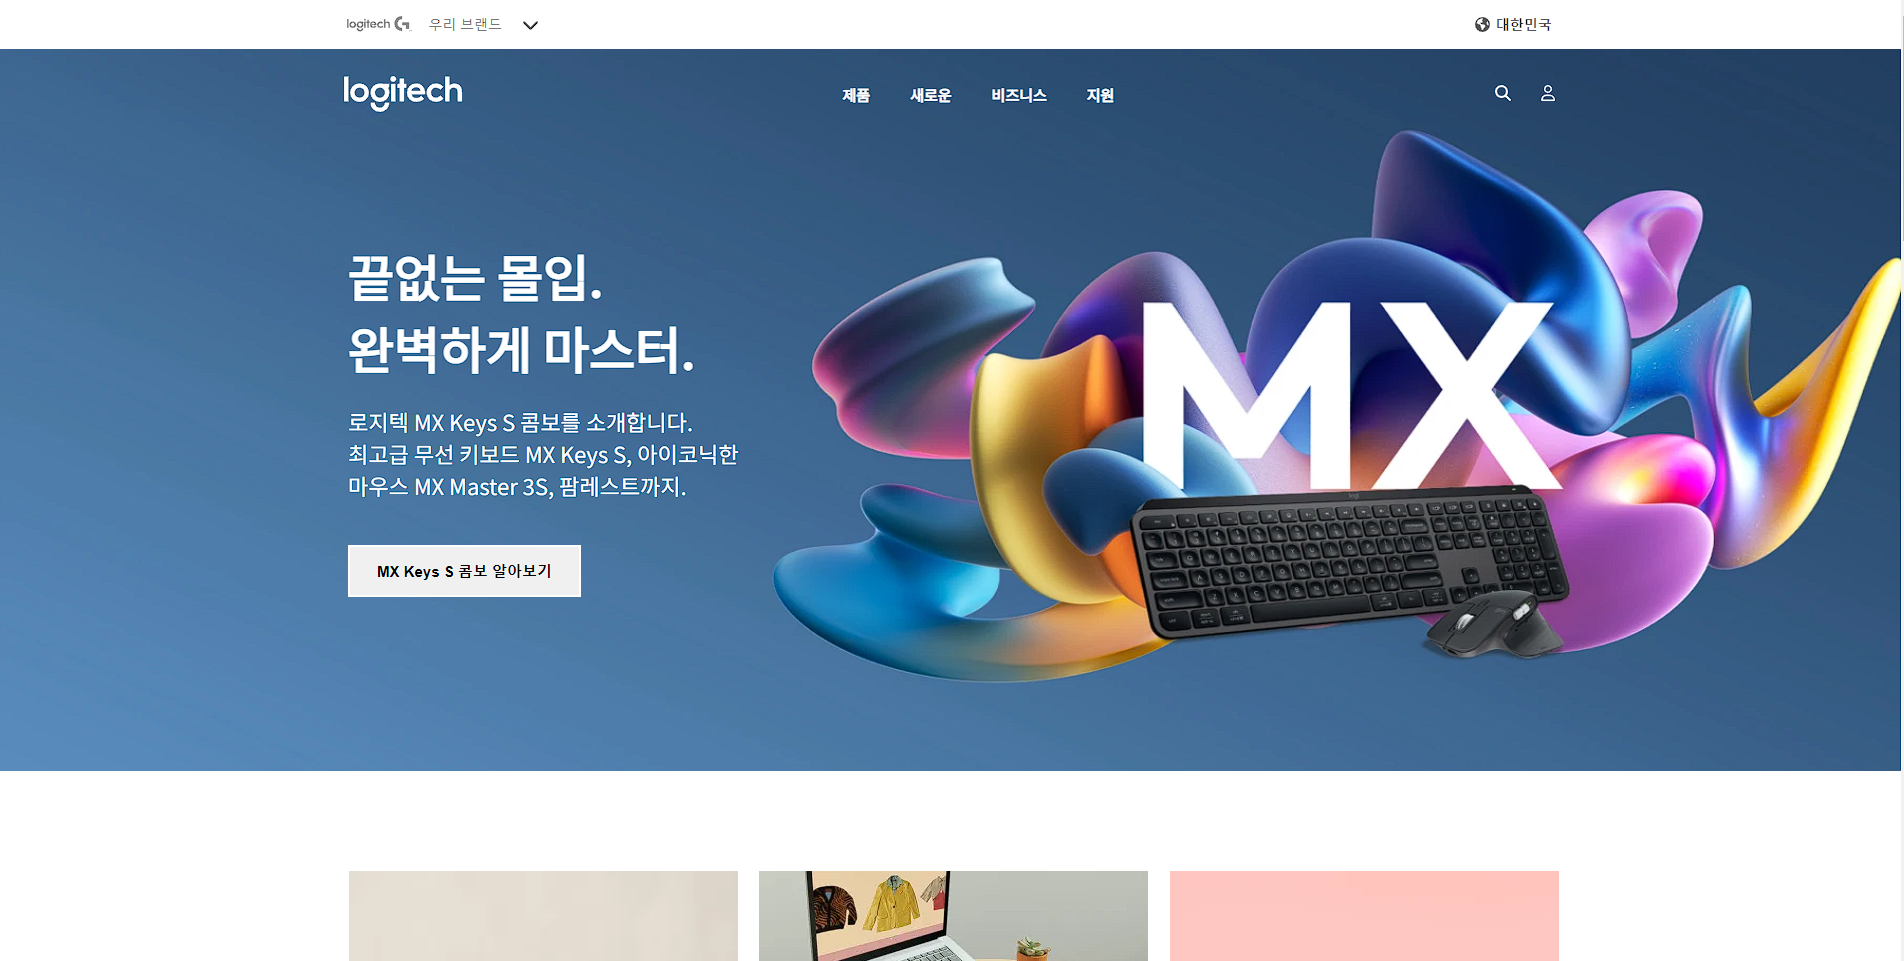 logitech G
우리 브랜드
대한민국
logitech
제품
새로운
비즈니스
지원
끝없는 몰입.
완벽하게 마스터.
로지텍 MX Keys S 콤보를 소개합니다.
최고급 무선 키보드 MX Keys S, 아이코닉한
마우스 MX Master 3S, 팜레스트까지.
MX Keys S 콤보 알아보기
MX
logi